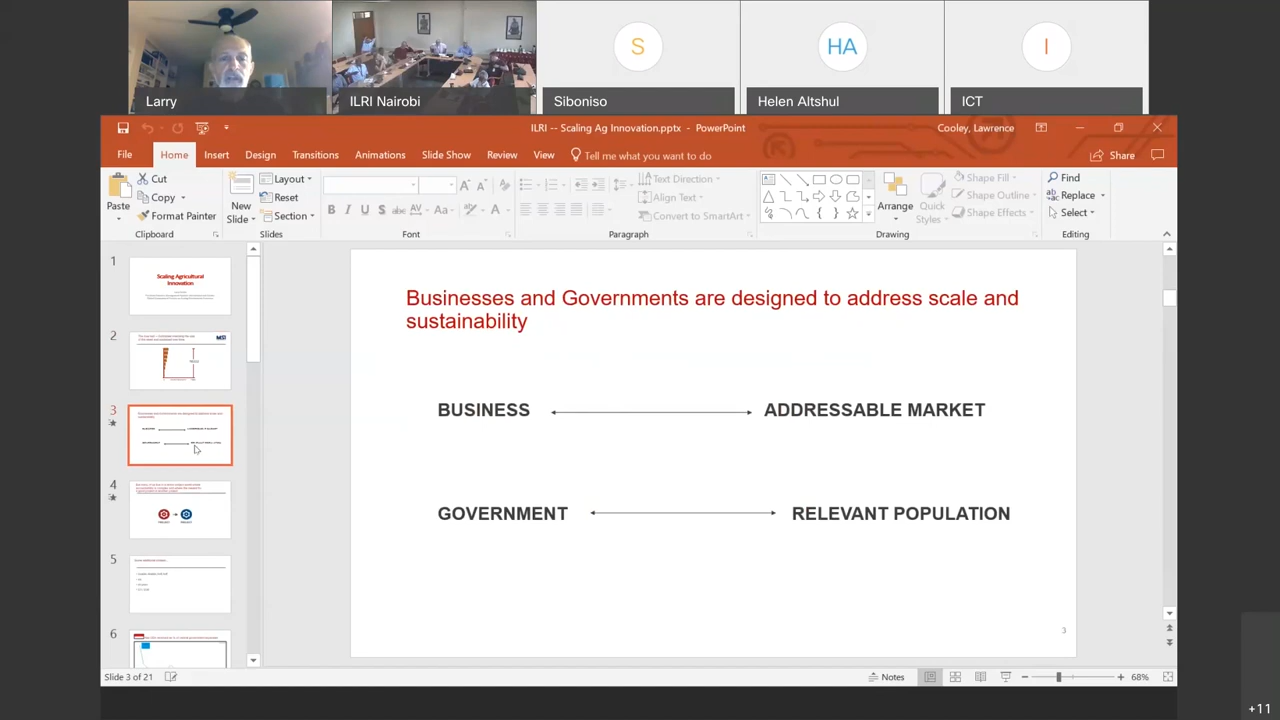 S
HA
I
Larry
ILRI Nairobi
Siboniso
Helen Altshul
ICT
ILRI -- Scaling Ag Innovation.pptx - PowerPoint
Cooley, Lawrence
File
Home
Insert
Design
Transitions
Animations
Slide Show
Review
View
Tell me what you want to do
Share
Paste
Cut
Copy
Format Painter
Clipboard
New
Slide
Layout
Reset
Section
Slides
B I U S abc AV Aa A
Font
Text Direction
Align Text
Convert to SmartArt
Paragraph
Arrange
Quick
Styles
Shape Fill
Shape Outline
Shape Effects
Drawing
Find
Replace
Select
Editing
1
Scaling Agricultural
Innovation
2
MSI
3
4
5
6
Businesses and Governments are designed to address scale and
sustainability
BUSINESS
ADDRESSABLE MARKET
GOVERNMENT
RELEVANT POPULATION
3
Slide 3 of 21
Notes
68%
+11